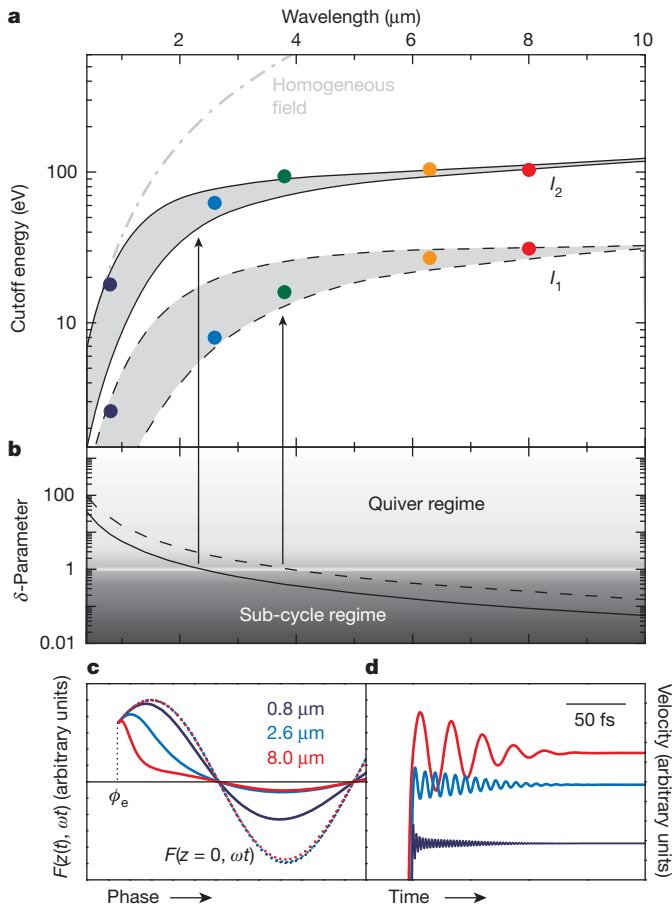 a
Wavelength (μm)
2 4 6 8 10
Homogeneous
field
100
10
Cutoff energy (eV)
I2
I1
b
100
1
0.01
δ-Parameter
Quiver regime
Sub-cycle regime
c
d
0.8 μm
2.6 μm
8.0 μm
50 fs
ϕe
F(z = 0, ωt)
F(z(t), ωt) (arbitrary units)
Velocity (arbitrary units)
Phase
Time